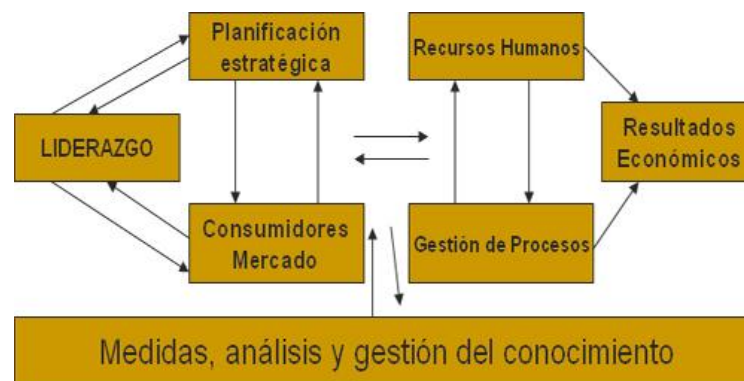 Planificación
estratégica
Recursos Humanos
LIDERAZGO
Resultados
Económicos
Consumidores
Mercado
Gestión de Procesos
Medidas, análisis y gestión del conocimiento